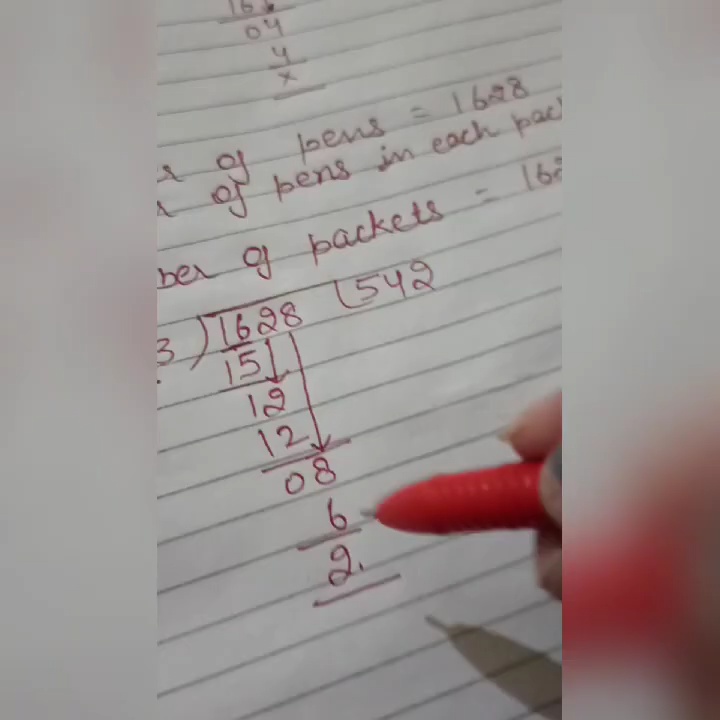 16
04
4
x
of pens = 1628
of pens in each pac
ber of packets = 162
3) 1628 (542
15
12
12
08
6
2.